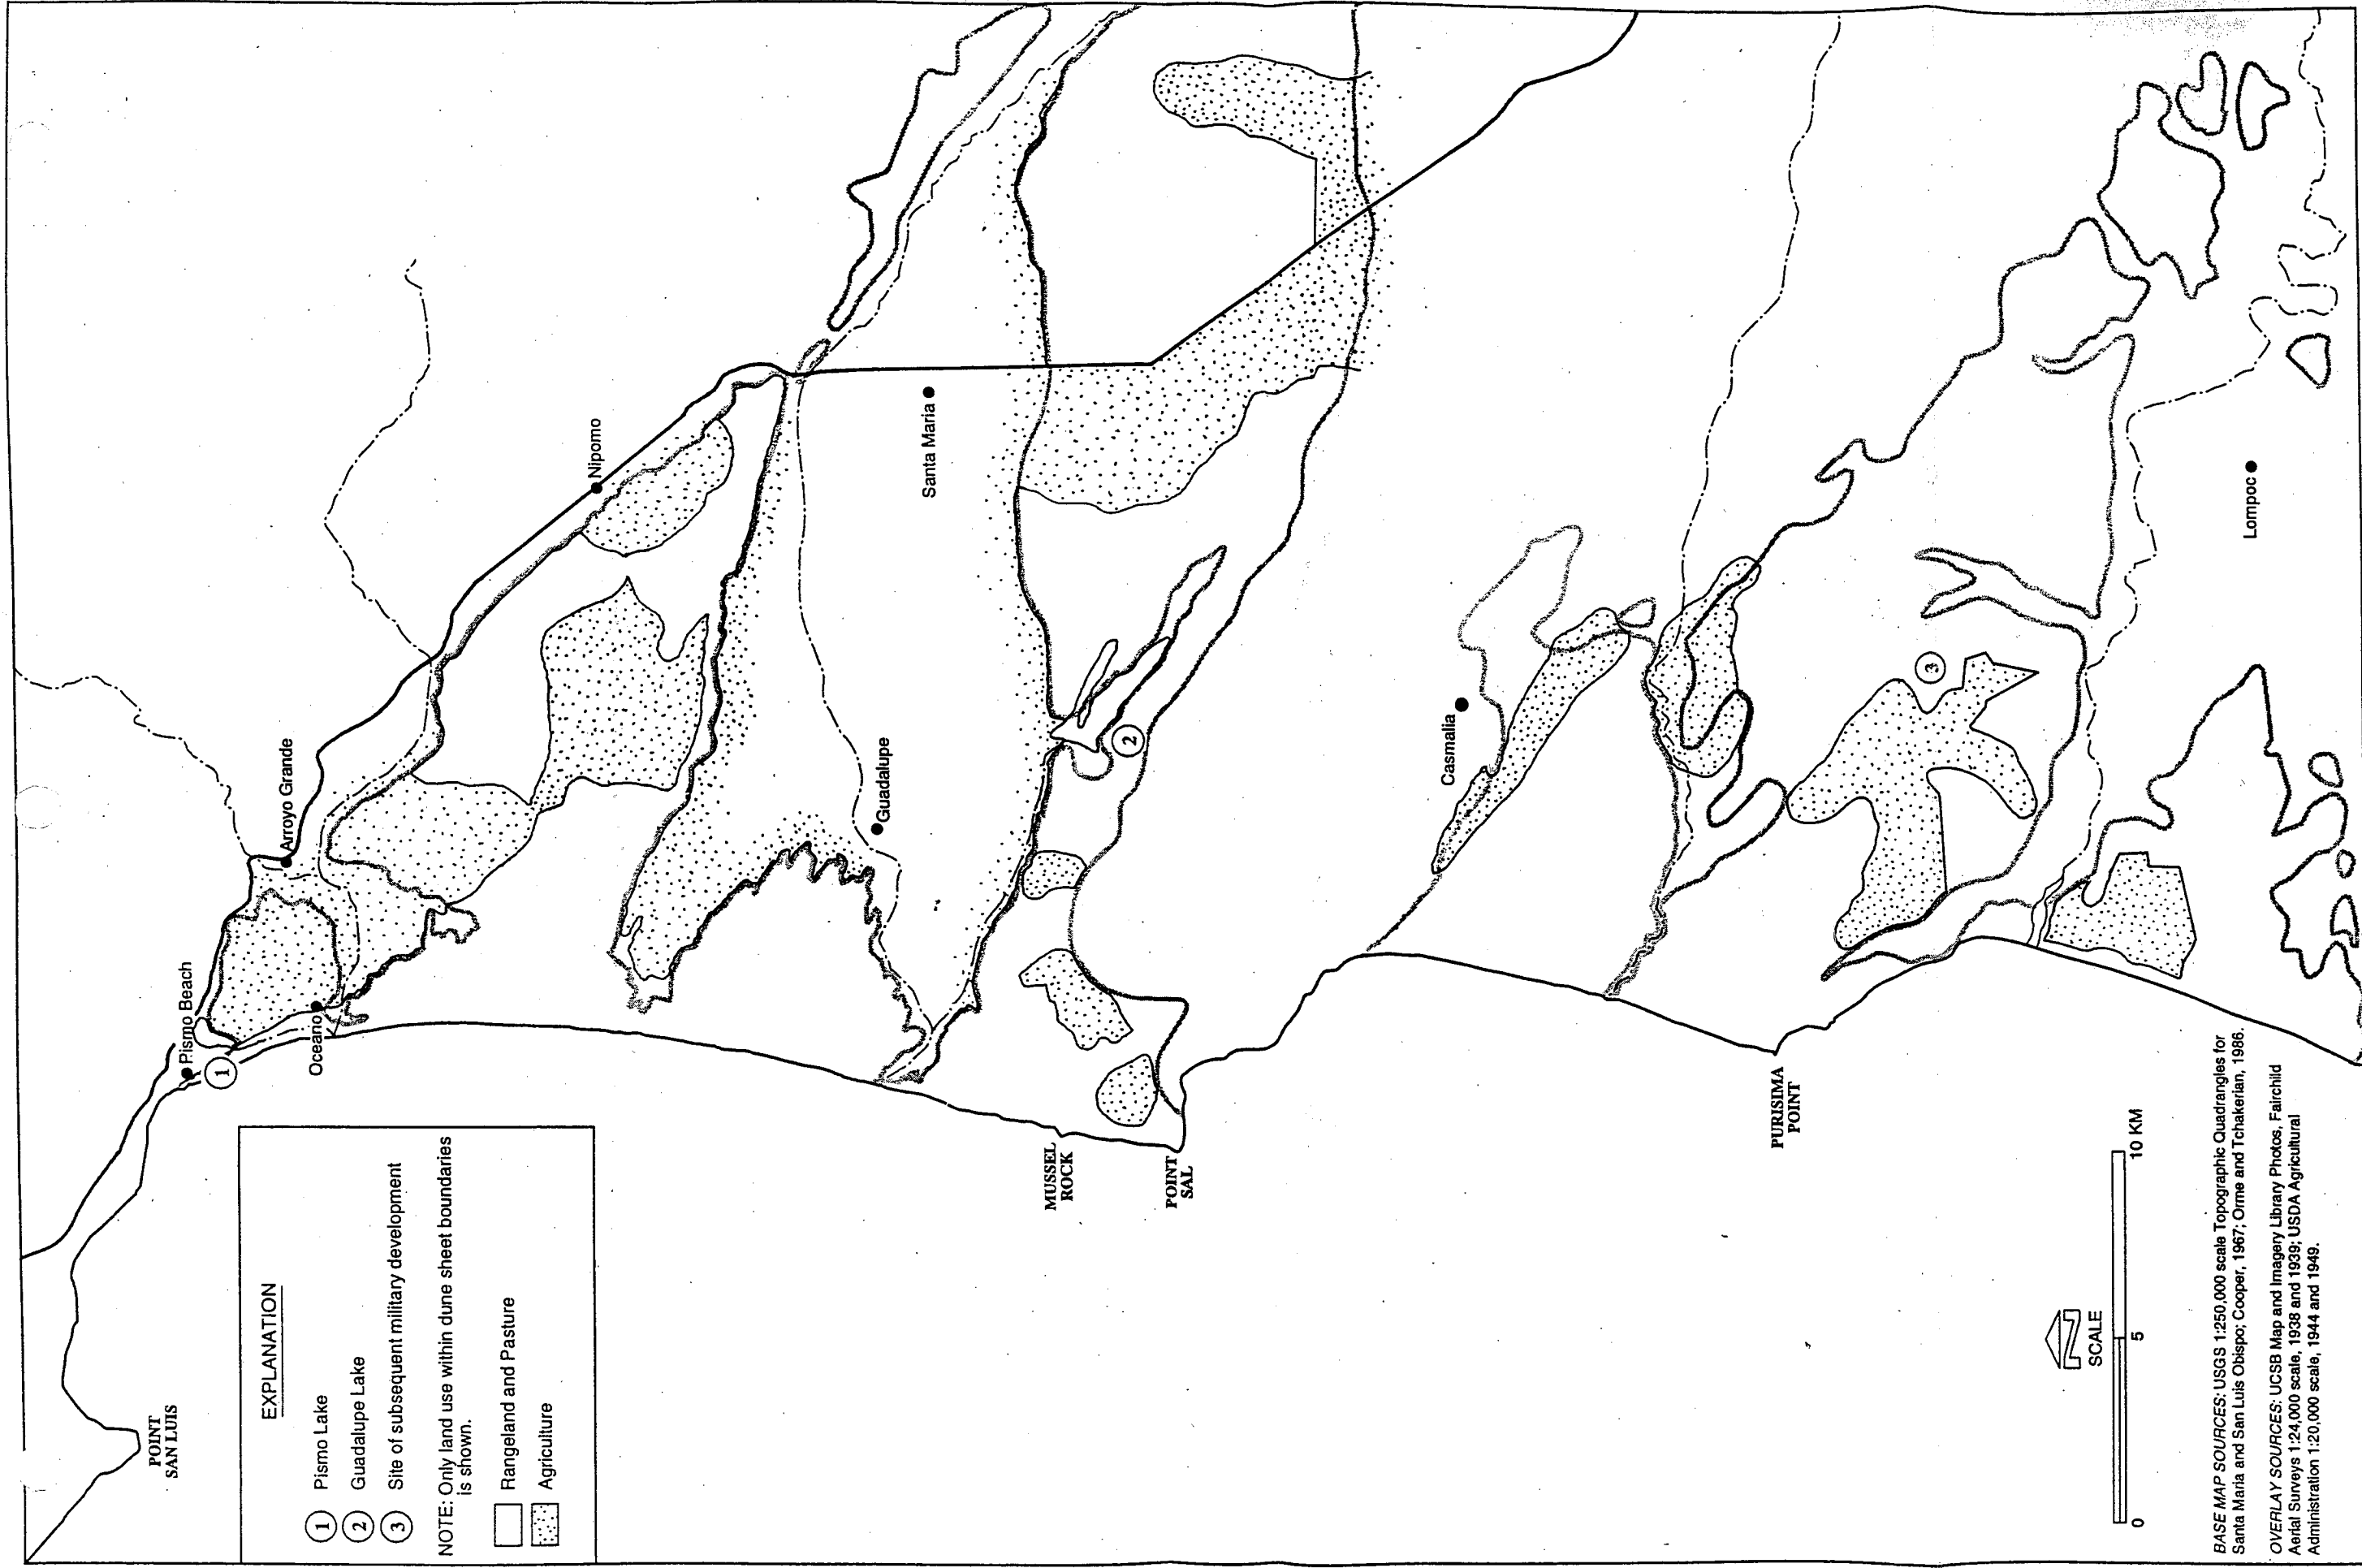 POINT
SAN LUIS
Pismo Beach
1
Oceano
Arroyo Grande
Nipomo
Santa Maria
Guadalupe
2
MUSSEL
ROCK
POINT
SAL
Casmalia
3
PURISIMA
POINT
Lompoc
EXPLANATION
1 Pismo Lake
2 Guadalupe Lake
3 Site of subsequent military development
NOTE: Only land use within dune sheet boundaries
is shown.
Rangeland and Pasture
Agriculture
N
SCALE
0 5 10 KM
BASE MAP SOURCES: USGS 1:250,000 scale Topographic Quadrangles for
Santa Maria and San Luis Obispo; Cooper, 1967; Orme and Tchakerian, 1986.
OVERLAY SOURCES: UCSB Map and Imagery Library Photos, Fairchild
Aerial Surveys 1:24,000 scale, 1938 and 1939; USDA Agricultural
Administration 1:20,000 scale, 1944 and 1949.